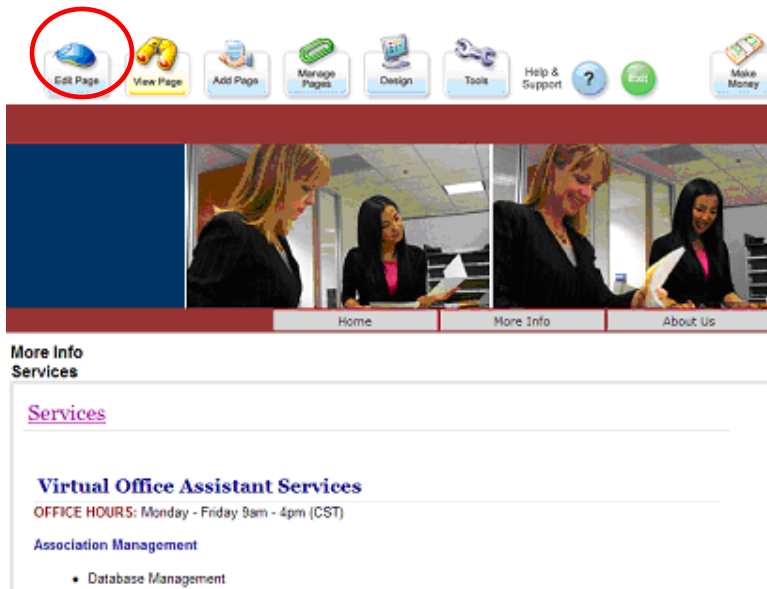 Edit Page
View Page
Add Page
Manage Pages
Design
Tools
Help & Support
?
Exit
Make Money
Home
More Info
About Us
More Info
Services
Services
Virtual Office Assistant Services
OFFICE HOURS: Monday - Friday 9am - 4pm (CST)
Association Management
• Database Management